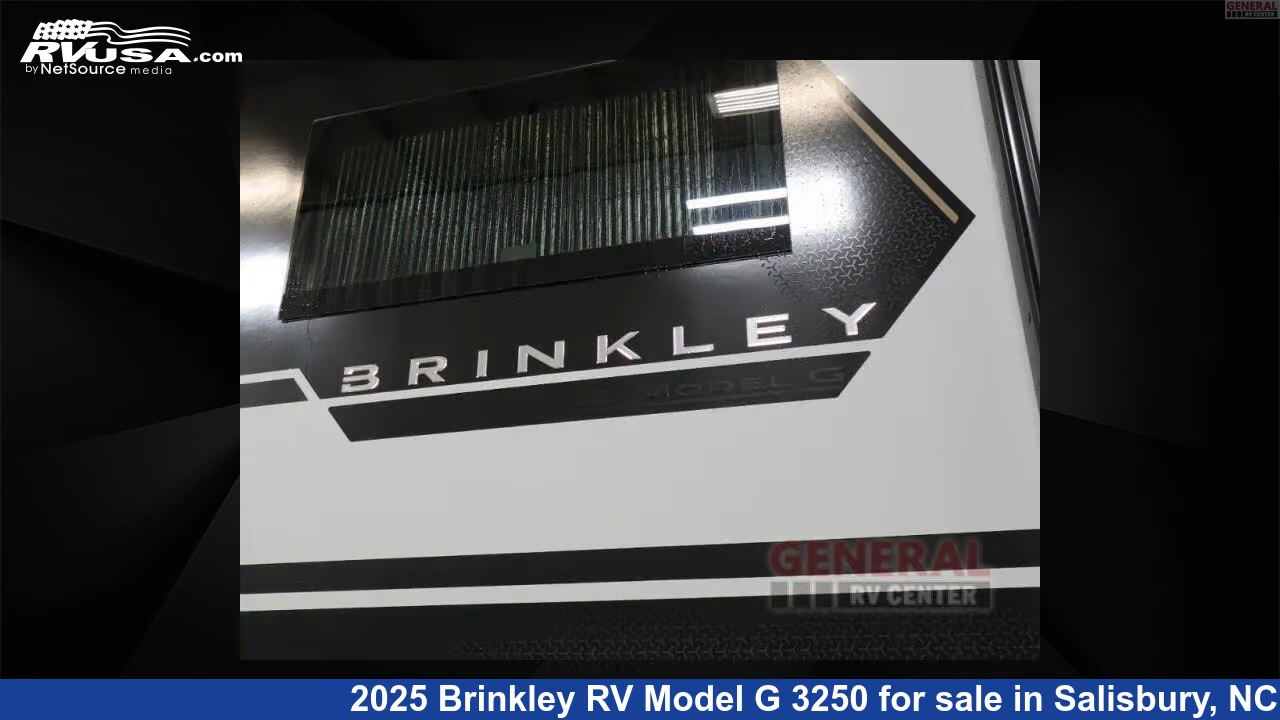 GENERAL
RV CENTER
RVUSA.com
by NetSource media
BRINKLEY
MODEL G
GENERAL
RV CENTER
2025 Brinkley RV Model G 3250 for sale in Salisbury, NC